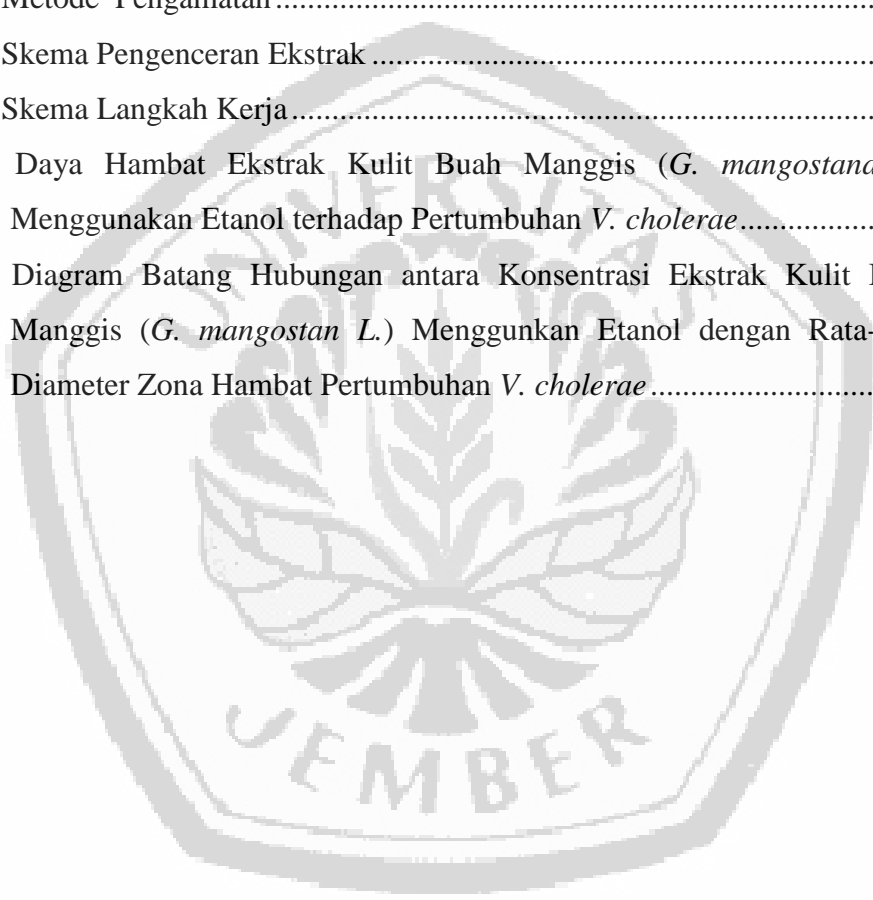 Metode Pengamatan................................................................
Skema Pengenceran Ekstrak................................................................
Skema Langkah Kerja................................................................
Daya Hambat Ekstrak Kulit Buah Manggis (G. mangostana
Menggunakan Etanol terhadap Pertumbuhan V. cholerae.................
Diagram Batang Hubungan antara Konsentrasi Ekstrak Kulit
Manggis (G. mangostan L.) Menggunkan Etanol dengan Rata-
Diameter Zona Hambat Pertumbuhan V. cholerae............................
UNIVERSITAS
JEMBER